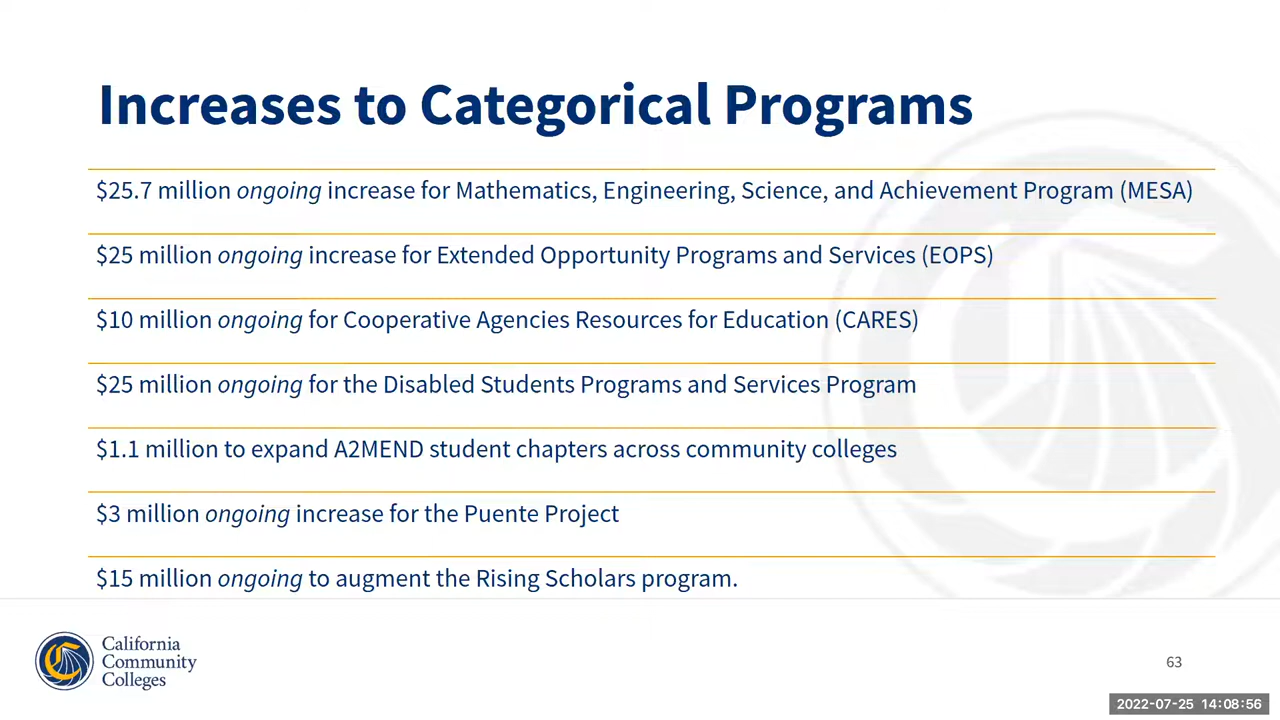 Increases to Categorical Programs
$25.7 million ongoing increase for Mathematics, Engineering, Science, and Achievement Program (MESA)
$25 million ongoing increase for Extended Opportunity Programs and Services (EOPS)
$10 million ongoing for Cooperative Agencies Resources for Education (CARES)
$25 million ongoing for the Disabled Students Programs and Services Program
$1.1 million to expand A2MEND student chapters across community colleges
$3 million ongoing increase for the Puente Project
$15 million ongoing to augment the Rising Scholars program.
California
Community
Colleges
63
2022-07-25 14:08:56